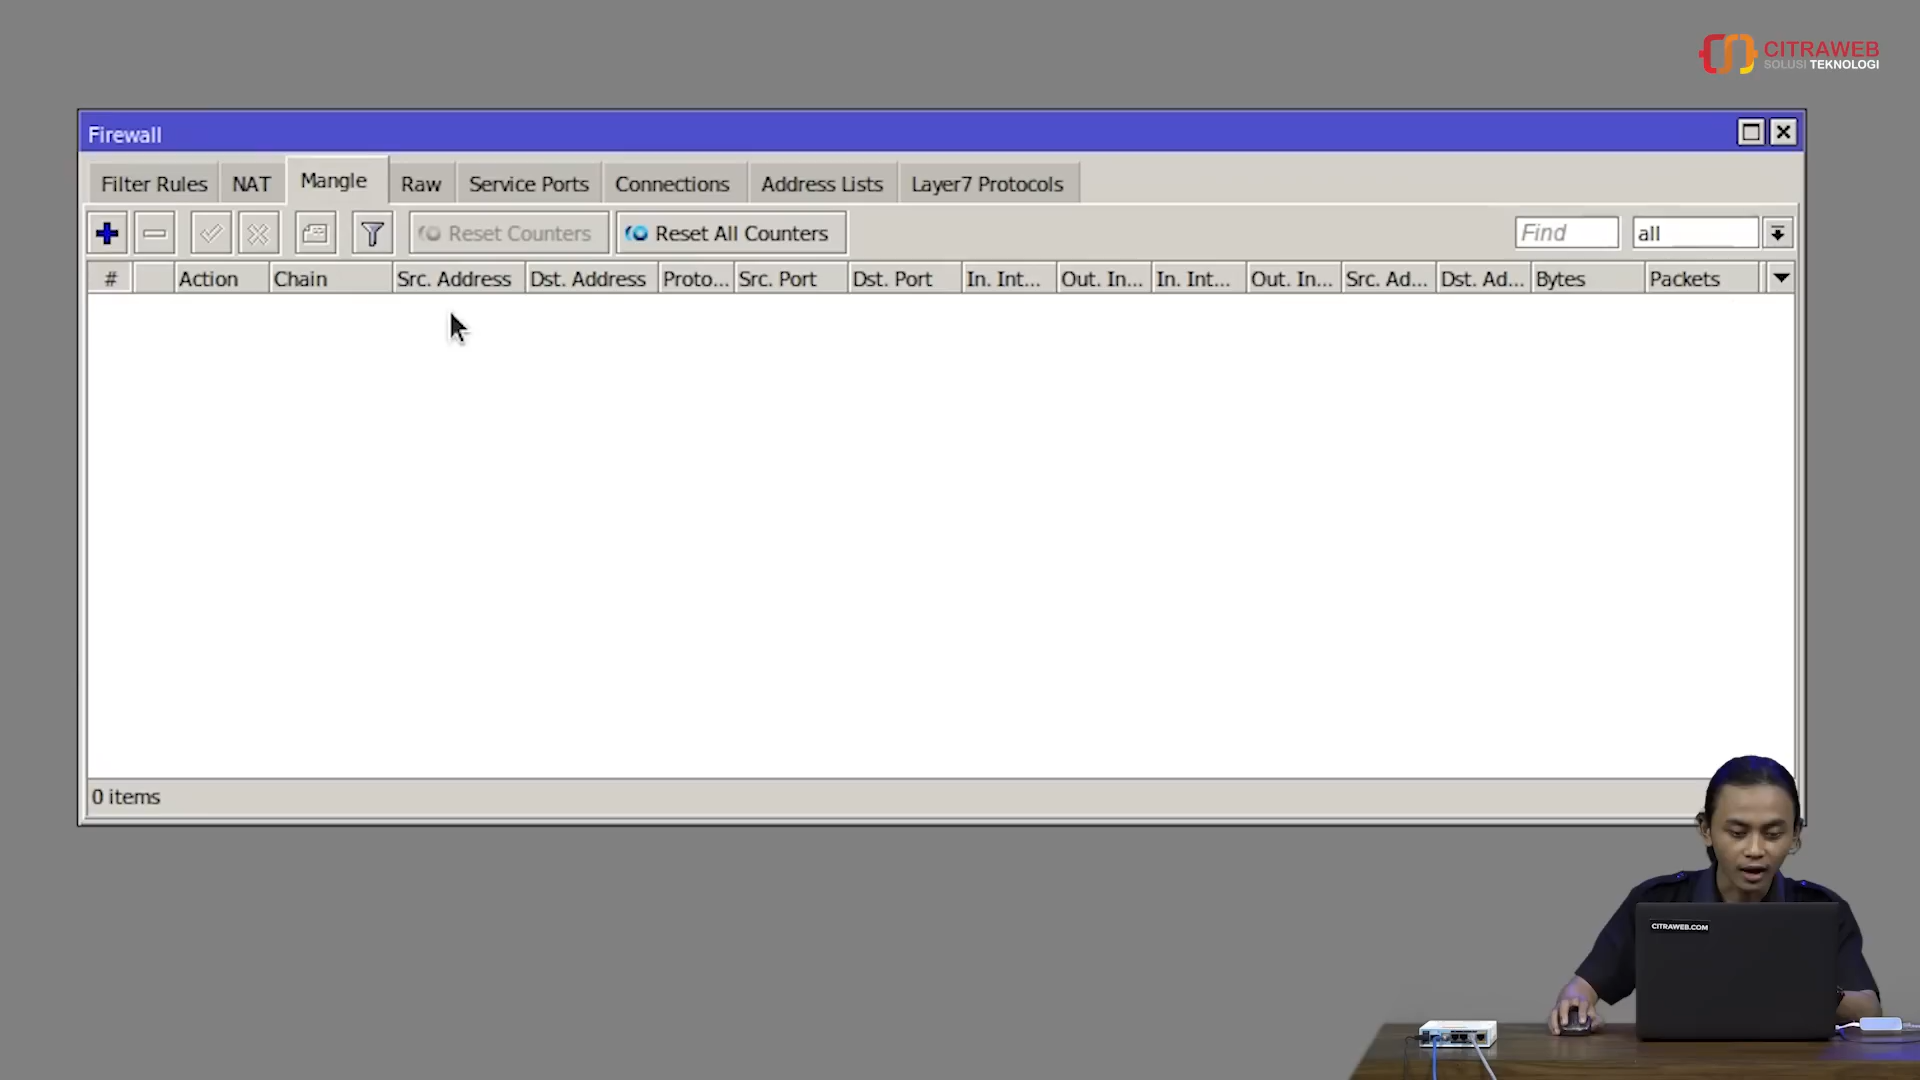 CITRAWEB
SOLUSI TEKNOLOGI
Firewall
Filter Rules NAT Mangle Raw Service Ports Connections Address Lists Layer7 Protocols
Reset Counters Reset All Counters Find all
# Action Chain Src. Address Dst. Address Proto... Src. Port Dst. Port In. Int... Out. In... In. Int... Out. In... Src. Ad... Dst. Ad... Bytes Packets
0 items
CITRAWEB.COM